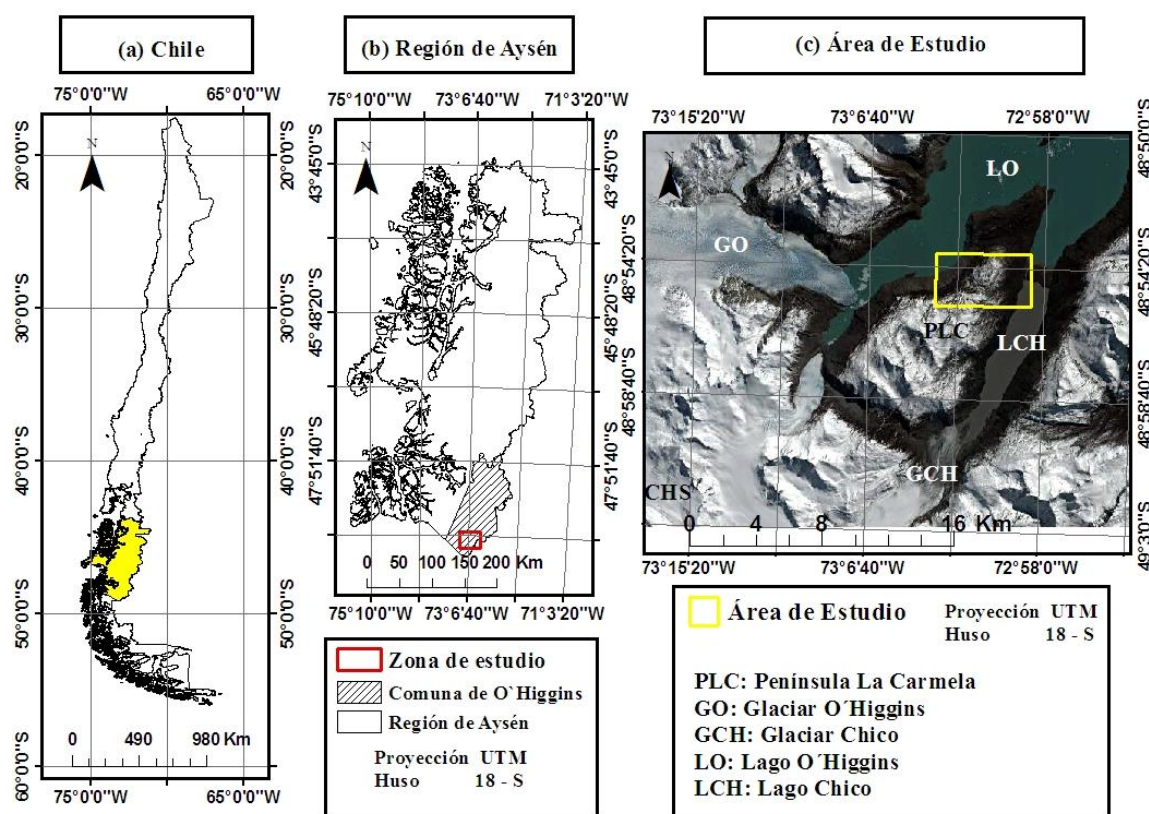 (a) Chile
75°0'0"W 65°0'0"W
N
20°0'0"S 20°0'0"S
30°0'0"S 30°0'0"S
40°0'0"S 40°0'0"S
50°0'0"S 50°0'0"S
60°0'0"S 60°0'0"S
0 490 980 Km
75°0'0"W 65°0'0"W
(b) Región de Aysén
75°10'0"W 73°6'40"W 71°3'20"W
N
43°45'0"S 43°45'0"S
45°48'20"S 45°48'20"S
47°51'40"S 47°51'40"S
0 50 100 150 200 Km
75°10'0"W 73°6'40"W 71°3'20"W
Zona de estudio
Comuna de O`Higgins
Región de Aysén
Proyección UTM
Huso 18 - S
(c) Área de Estudio
73°15'20"W 73°6'40"W 72°58'0"W
48°50'0"S
N
LO
GO
48°54'20"S 48°54'20"S
PLC
LCH
48°58'40"S 48°58'40"S
GCH
CHS
0 4 8 16 Km
49°3'0"S
73°15'20"W 73°6'40"W 72°58'0"W
Área de Estudio
Proyección UTM
Huso 18 - S
PLC: Península La Carmela
GO: Glaciar O´Higgins
GCH: Glaciar Chico
LO: Lago O´Higgins
LCH: Lago Chico